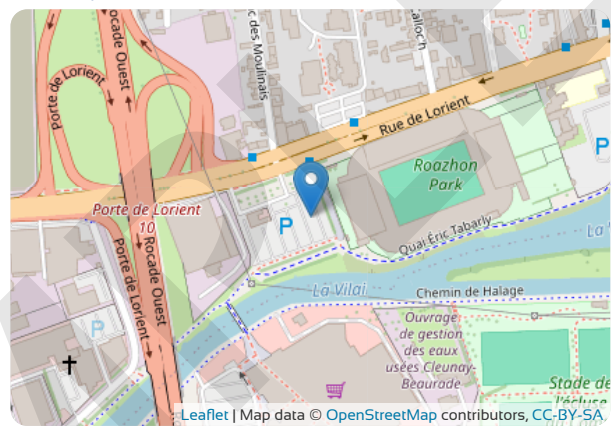 Porte de Lorient
Rocade Ouest
c des Moulinais
alloc'h
Rue de Lorient
Roazhon
Park
P
P
Porte de Lorient
10
Quai Éric Tabarly
La
La Vilai
Chemin de Halage
Porte de Lorient
Rocade Ouest
P
Ouvrage
de gestion
des eaux
usées Cleunay-
Beaurade
Stade de
l'écluse
Leaflet | Map data © OpenStreetMap contributors, CC-BY-SA